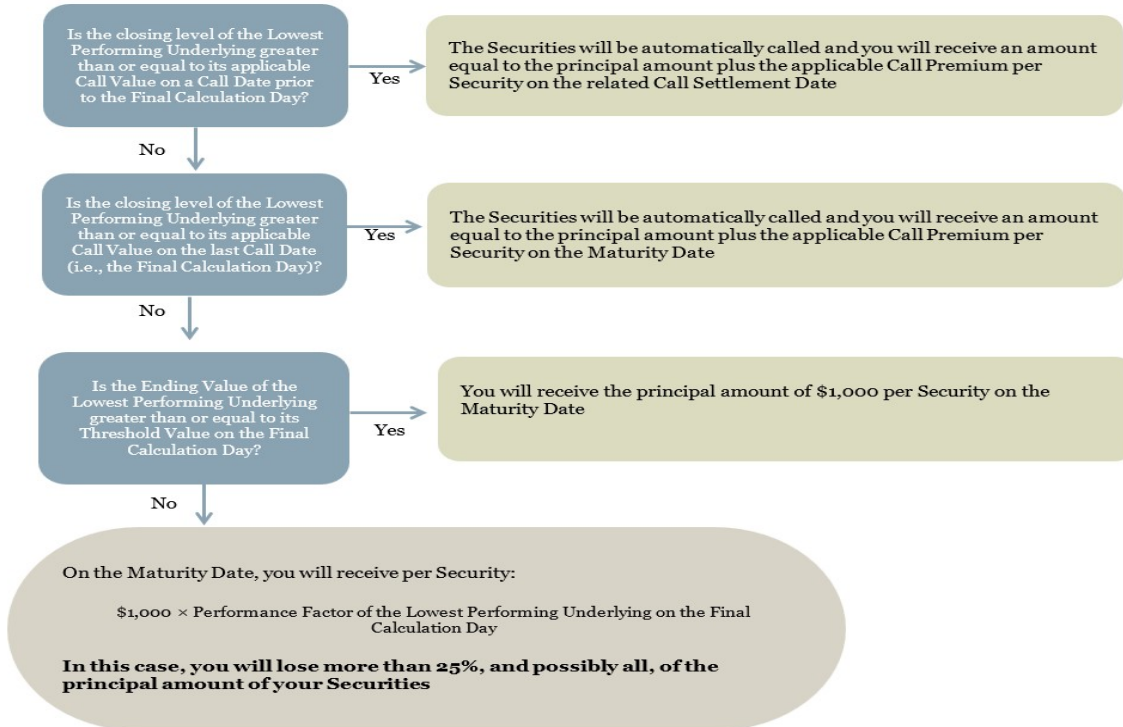 Is the closing level of the Lowest
Performing Underlying greater
than or equal to its applicable
Call Value on a Call Date prior
to the Final Calculation Day?
Yes
The Securities will be automatically called and you will receive an amount
equal to the principal amount plus the applicable Call Premium per
Security on the related Call Settlement Date
No
Is the closing level of the Lowest
Performing Underlying greater
than or equal to its applicable
Call Value on the last Call Date
(i.e., the Final Calculation Day)?
Yes
The Securities will be automatically called and you will receive an amount
equal to the principal amount plus the applicable Call Premium per
Security on the Maturity Date
No
Is the Ending Value of the
Lowest Performing Underlying
greater than or equal to its
Threshold Value on the Final
Calculation Day?
Yes
You will receive the principal amount of $1,000 per Security on the
Maturity Date
No
On the Maturity Date, you will receive per Security:
$1,000 × Performance Factor of the Lowest Performing Underlying on the Final
Calculation Day
In this case, you will lose more than 25%, and possibly all, of the
principal amount of your Securities